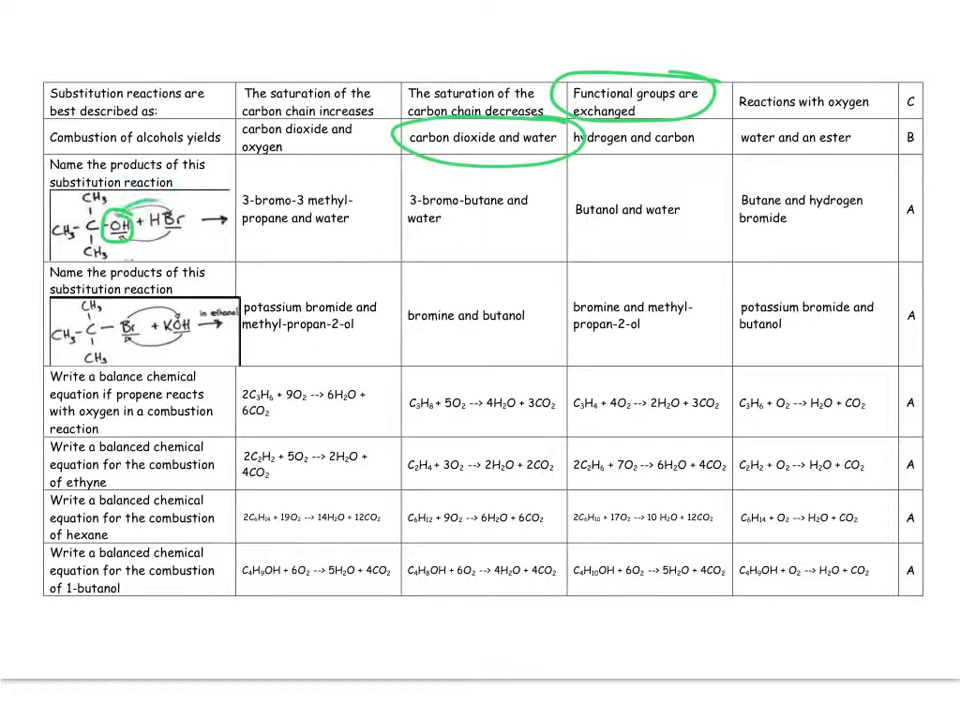 Substitution reactions are
best described as:
The saturation of the
carbon chain increases
The saturation of the
carbon chain decreases
Functional groups are
exchanged
Reactions with oxygen
C
Combustion of alcohols yields
carbon dioxide and
oxygen
carbon dioxide and water
hydrogen and carbon
water and an ester
B
Name the products of this
substitution reaction
CH₃
CH₃- C -OH + HBr →
CH₃
3-bromo-3 methyl-
propane and water
3-bromo-butane and
water
Butanol and water
Butane and hydrogen
bromide
A
Name the products of this
substitution reaction
CH₃
in ethanol
CH₃- C - Br + KOH →
CH₃
potassium bromide and
methyl-propan-2-ol
bromine and butanol
bromine and methyl-
propan-2-ol
potassium bromide and
butanol
A
Write a balance chemical
equation if propene reacts
with oxygen in a combustion
reaction
2C₃H₆ + 9O₂ --> 6H₂O +
6CO₂
C₃H₈ + 5O₂ --> 4H₂O + 3CO₂
C₃H₄ + 4O₂ --> 2H₂O + 3CO₂
C₃H₆ + O₂ --> H₂O + CO₂
A
Write a balanced chemical
equation for the combustion
of ethyne
2C₂H₂ + 5O₂ --> 2H₂O +
4CO₂
C₂H₄ + 3O₂ --> 2H₂O + 2CO₂
2C₂H₆ + 7O₂ --> 6H₂O + 4CO₂
C₂H₂ + O₂ --> H₂O + CO₂
A
Write a balanced chemical
equation for the combustion
of hexane
2C₆H₁₄ + 19O₂ --> 14H₂O + 12CO₂
C₆H₁₂ + 9O₂ --> 6H₂O + 6CO₂
2C₆H₁₀ + 17O₂ --> 10 H₂O + 12CO₂
C₆H₁₄ + O₂ --> H₂O + CO₂
A
Write a balanced chemical
equation for the combustion
of 1-butanol
C₄H₉OH + 6O₂ --> 5H₂O + 4CO₂
C₄H₈OH + 6O₂ --> 4H₂O + 4CO₂
C₄H₁₀OH + 6O₂ --> 5H₂O + 4CO₂
C₄H₉OH + O₂ --> H₂O + CO₂
A